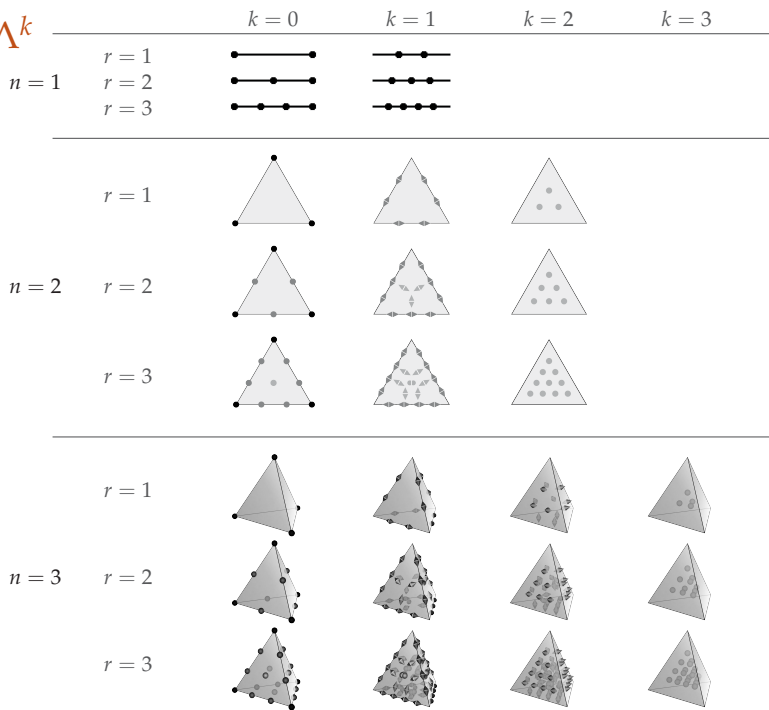 Λ^k
k = 0 k = 1 k = 2 k = 3
r = 1
n = 1 r = 2
r = 3
r = 1
n = 2 r = 2
r = 3
r = 1
n = 3 r = 2
r = 3